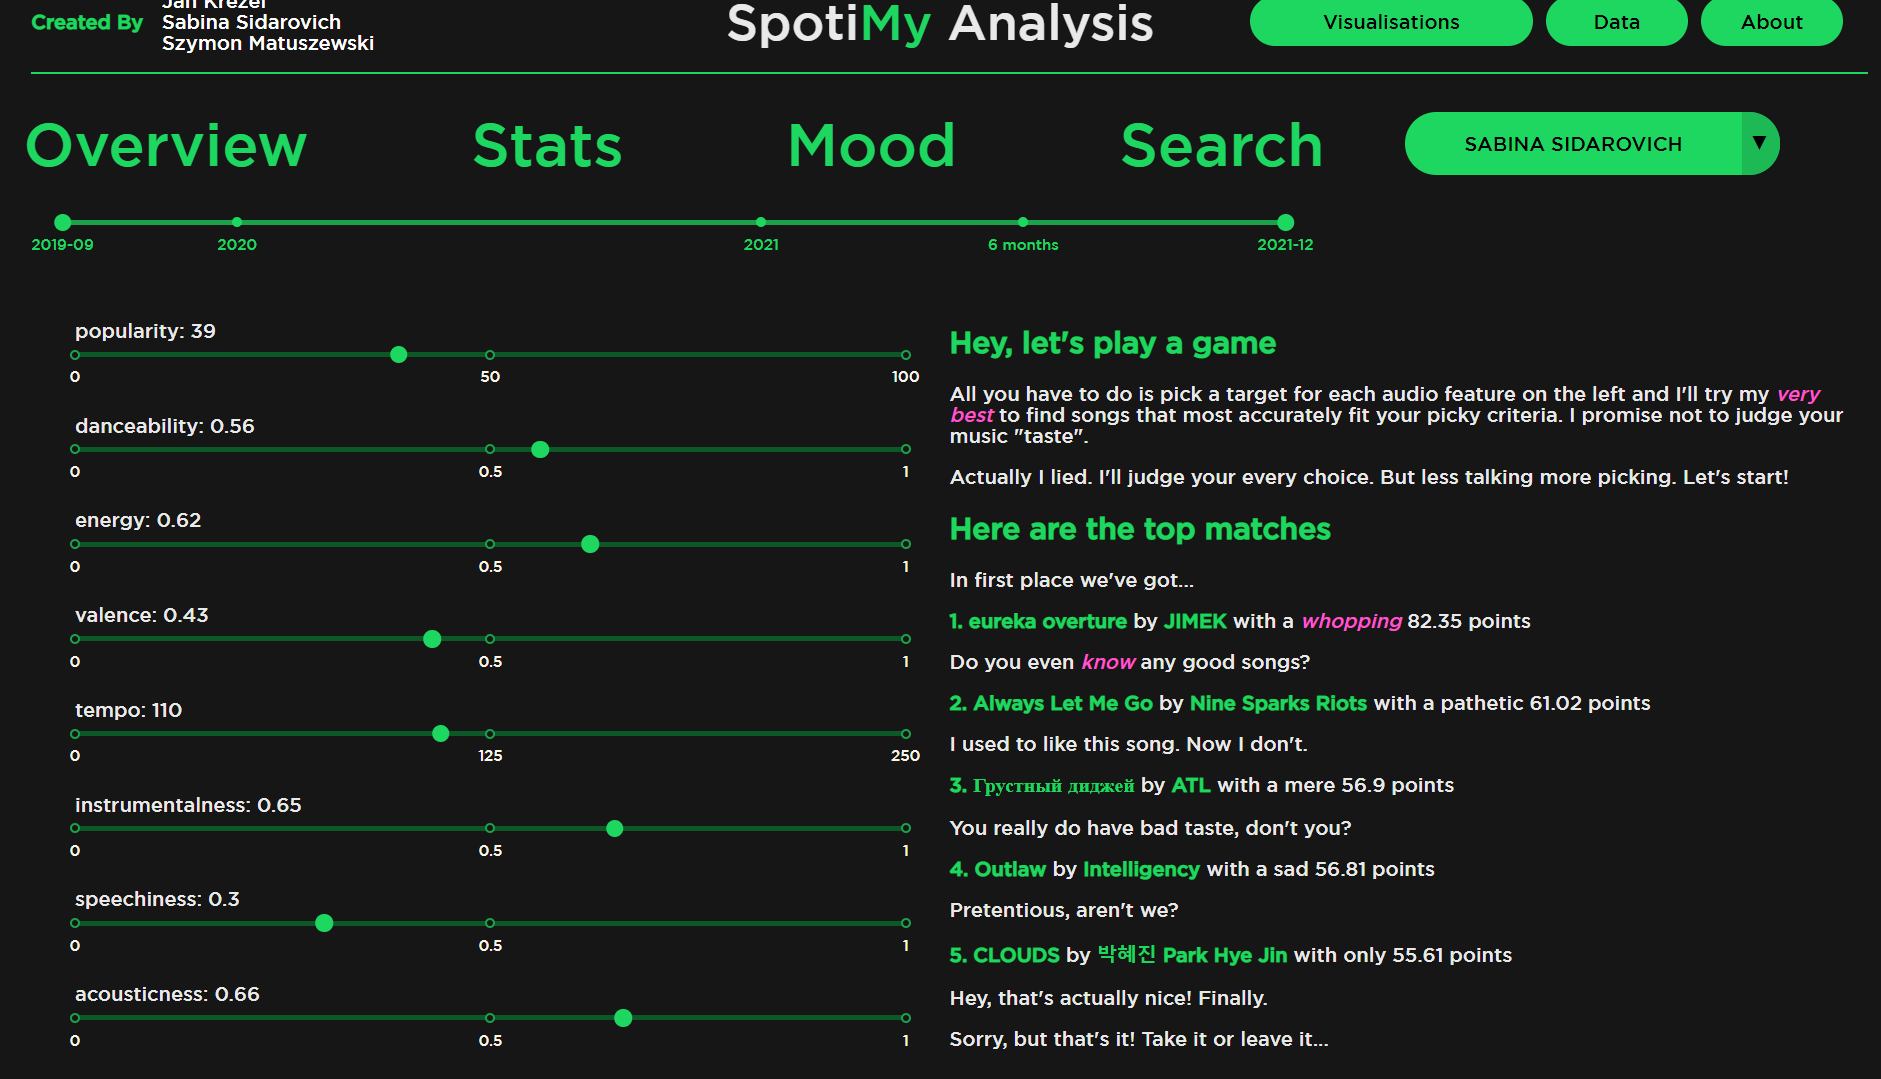 Created By
Jan Krężel
Sabina Sidarovich
Szymon Matuszewski
SpotiMy Analysis
Visualisations
Data
About
Overview
Stats
Mood
Search
SABINA SIDAROVICH
2019-09
2020
2021
6 months
2021-12
popularity: 39
0
50
100
danceability: 0.56
0
0.5
1
energy: 0.62
0
0.5
1
valence: 0.43
0
0.5
1
tempo: 110
0
125
250
instrumentalness: 0.65
0
0.5
1
speechiness: 0.3
0
0.5
1
acousticness: 0.66
0
0.5
1
Hey, let's play a game
All you have to do is pick a target for each audio feature on the left and I'll try my very
best to find songs that most accurately fit your picky criteria. I promise not to judge your
music "taste".
Actually I lied. I'll judge your every choice. But less talking more picking. Let's start!
Here are the top matches
In first place we've got...
1. eureka overture by JIMEK with a whopping 82.35 points
Do you even know any good songs?
2. Always Let Me Go by Nine Sparks Riots with a pathetic 61.02 points
I used to like this song. Now I don't.
3. Грустный диджей by ATL with a mere 56.9 points
You really do have bad taste, don't you?
4. Outlaw by Intelligency with a sad 56.81 points
Pretentious, aren't we?
5. CLOUDS by 박혜진 Park Hye Jin with only 55.61 points
Hey, that's actually nice! Finally.
Sorry, but that's it! Take it or leave it...